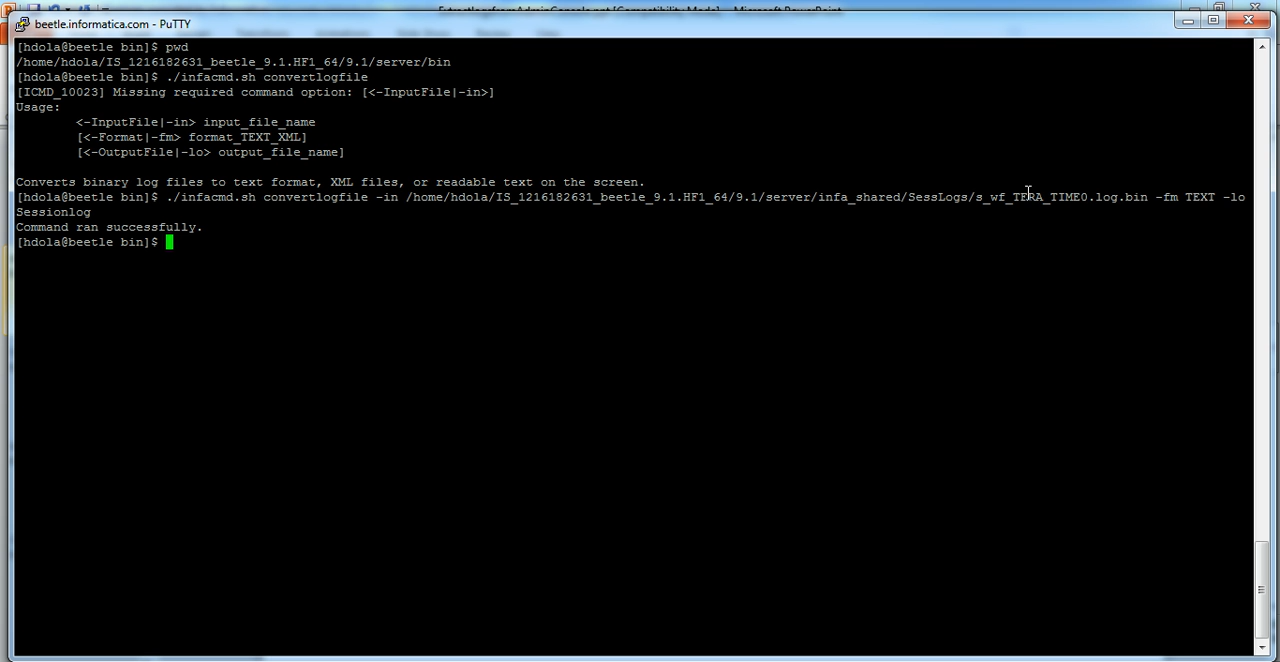 beetle.informatica.com - PuTTY
[hdola@beetle bin]$ pwd
/home/hdola/IS_1216182631_beetle_9.1.HF1_64/9.1/server/bin
[hdola@beetle bin]$ ./infacmd.sh convertlogfile
[ICMD_10023] Missing required command option: [<-InputFile|-in>]
Usage:
<-InputFile|-in> input_file_name
[<-Format|-fm> format_TEXT_XML]
[<-OutputFile|-lo> output_file_name]
Converts binary log files to text format, XML files, or readable text on the screen.
[hdola@beetle bin]$ ./infacmd.sh convertlogfile -in /home/hdola/IS_1216182631_beetle_9.1.HF1_64/9.1/server/infa_shared/SessLogs/s_wf_TERA_TIME0.log.bin -fm TEXT -lo
Sessionlog
Command ran successfully.
[hdola@beetle bin]$